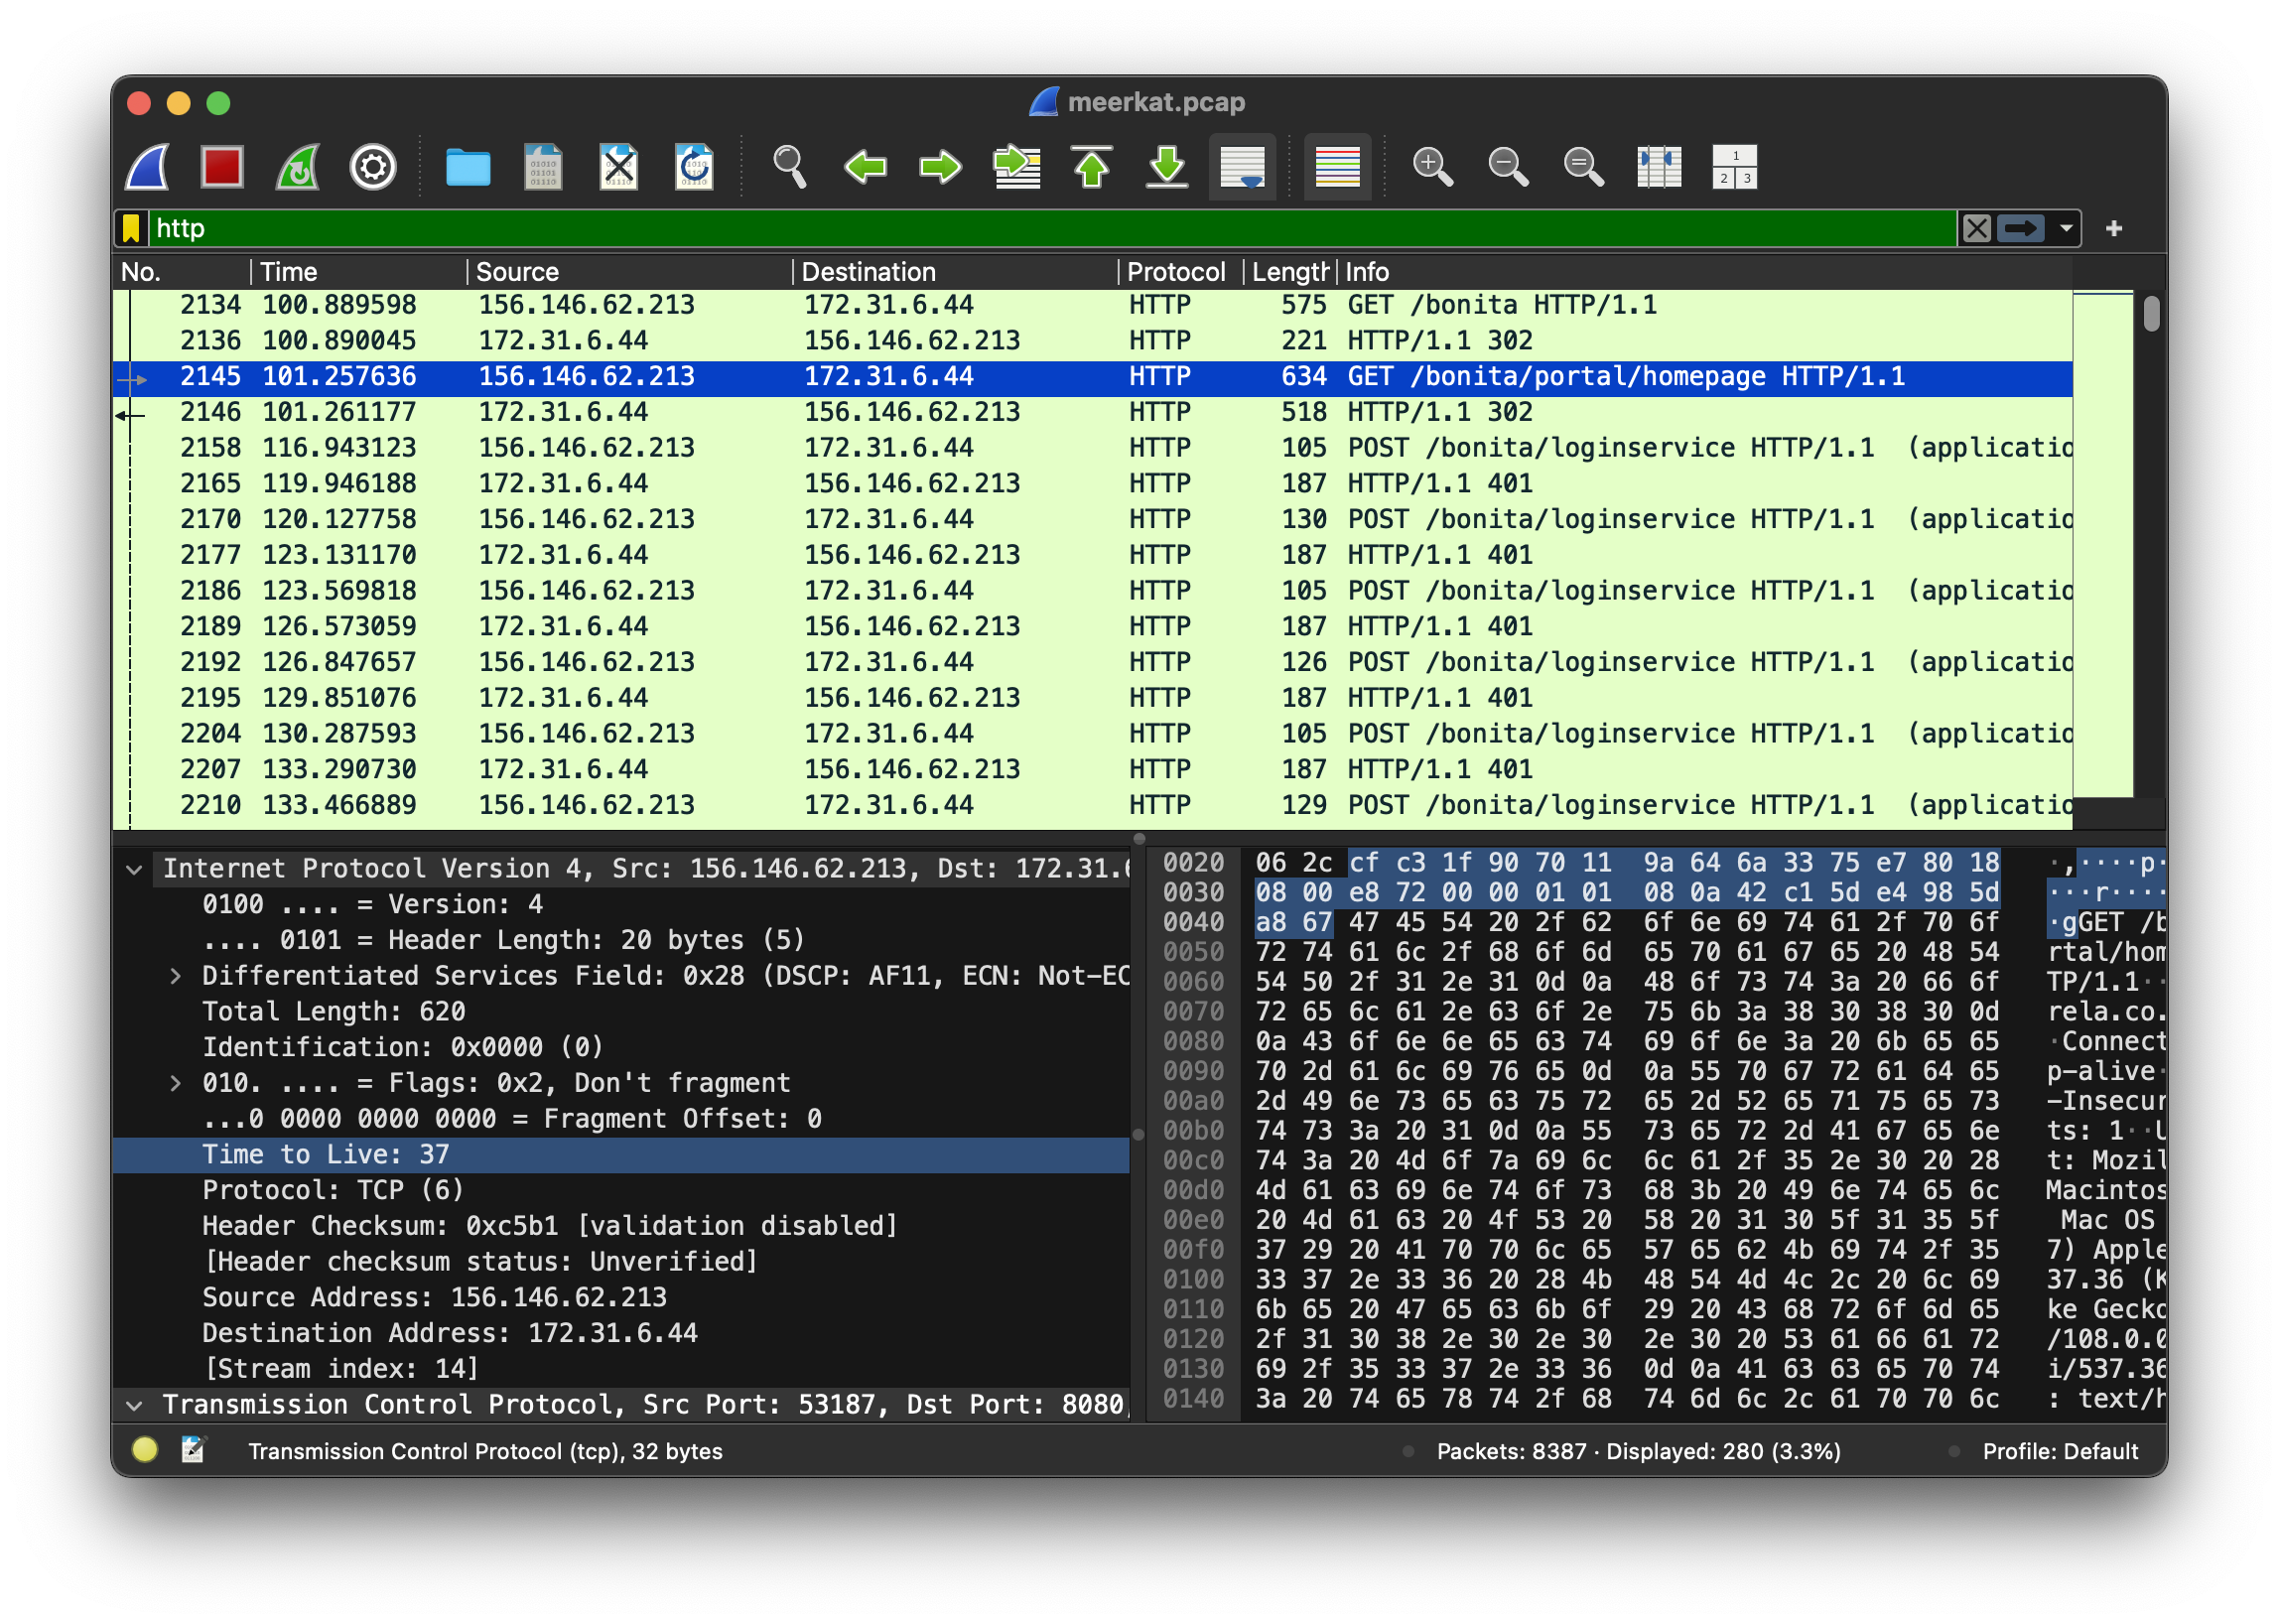 meerkat.pcap
http
No. Time Source Destination Protocol Length Info
2134 100.889598 156.146.62.213 172.31.6.44 HTTP 575 GET /bonita HTTP/1.1
2136 100.890045 172.31.6.44 156.146.62.213 HTTP 221 HTTP/1.1 302
2145 101.257636 156.146.62.213 172.31.6.44 HTTP 634 GET /bonita/portal/homepage HTTP/1.1
2146 101.261177 172.31.6.44 156.146.62.213 HTTP 518 HTTP/1.1 302
2158 116.943123 156.146.62.213 172.31.6.44 HTTP 105 POST /bonita/loginservice HTTP/1.1 (applicatio
2165 119.946188 172.31.6.44 156.146.62.213 HTTP 187 HTTP/1.1 401
2170 120.127758 156.146.62.213 172.31.6.44 HTTP 130 POST /bonita/loginservice HTTP/1.1 (applicatio
2177 123.131170 172.31.6.44 156.146.62.213 HTTP 187 HTTP/1.1 401
2186 123.569818 156.146.62.213 172.31.6.44 HTTP 105 POST /bonita/loginservice HTTP/1.1 (applicatio
2189 126.573059 172.31.6.44 156.146.62.213 HTTP 187 HTTP/1.1 401
2192 126.847657 156.146.62.213 172.31.6.44 HTTP 126 POST /bonita/loginservice HTTP/1.1 (applicatio
2195 129.851076 172.31.6.44 156.146.62.213 HTTP 187 HTTP/1.1 401
2204 130.287593 156.146.62.213 172.31.6.44 HTTP 105 POST /bonita/loginservice HTTP/1.1 (applicatio
2207 133.290730 172.31.6.44 156.146.62.213 HTTP 187 HTTP/1.1 401
2210 133.466889 156.146.62.213 172.31.6.44 HTTP 129 POST /bonita/loginservice HTTP/1.1 (applicatio
Internet Protocol Version 4, Src: 156.146.62.213, Dst: 172.31.6
0100 .... = Version: 4
.... 0101 = Header Length: 20 bytes (5)
Differentiated Services Field: 0x28 (DSCP: AF11, ECN: Not-EC
Total Length: 620
Identification: 0x0000 (0)
010. .... = Flags: 0x2, Don't fragment
...0 0000 0000 0000 = Fragment Offset: 0
Time to Live: 37
Protocol: TCP (6)
Header Checksum: 0xc5b1 [validation disabled]
[Header checksum status: Unverified]
Source Address: 156.146.62.213
Destination Address: 172.31.6.44
[Stream index: 14]
Transmission Control Protocol, Src Port: 53187, Dst Port: 8080,
0020 06 2c cf c3 1f 90 70 11 9a 64 6a 33 75 e7 80 18 ·,····p·
0030 08 00 e8 72 00 00 01 01 08 0a 42 c1 5d e4 98 5d ···r····
0040 a8 67 47 45 54 20 2f 62 6f 6e 69 74 61 2f 70 6f ·gGET /b
0050 72 74 61 6c 2f 68 6f 6d 65 70 61 67 65 20 48 54 rtal/hom
0060 54 50 2f 31 2e 31 0d 0a 48 6f 73 74 3a 20 66 6f TP/1.1··
0070 72 65 6c 61 2e 63 6f 2e 75 6b 3a 38 30 38 30 0d rela.co.
0080 0a 43 6f 6e 6e 65 63 74 69 6f 6e 3a 20 6b 65 65 ·Connect
0090 70 2d 61 6c 69 76 65 0d 0a 55 70 67 72 61 64 65 p-alive·
00a0 2d 49 6e 73 65 63 75 72 65 2d 52 65 71 75 65 73 -Insecur
00b0 74 73 3a 20 31 0d 0a 55 73 65 72 2d 41 67 65 6e ts: 1··U
00c0 74 3a 20 4d 6f 7a 69 6c 6c 61 2f 35 2e 30 20 28 t: Mozil
00d0 4d 61 63 69 6e 74 6f 73 68 3b 20 49 6e 74 65 6c Macintos
00e0 20 4d 61 63 20 4f 53 20 58 20 31 30 5f 31 35 5f Mac OS
00f0 37 29 20 41 70 70 6c 65 57 65 62 4b 69 74 2f 35 7) Apple
0100 33 37 2e 33 36 20 28 4b 48 54 4d 4c 2c 20 6c 69 37.36 (K
0110 6b 65 20 47 65 63 6b 6f 29 20 43 68 72 6f 6d 65 ke Gecko
0120 2f 31 30 38 2e 30 2e 30 2e 30 20 53 61 66 61 72 /108.0.0
0130 69 2f 35 33 37 2e 33 36 0d 0a 41 63 63 65 70 74 i/537.36
0140 3a 20 74 65 78 74 2f 68 74 6d 6c 2c 61 70 70 6c : text/h
Transmission Control Protocol (tcp), 32 bytes
Packets: 8387 · Displayed: 280 (3.3%)
Profile: Default